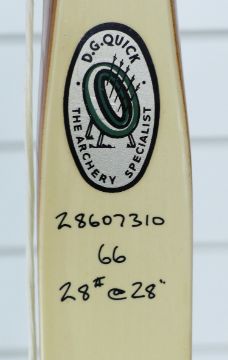 D.G.QUICK
THE ARCHERY SPECIALIST
28607310
66
28# @ 28"